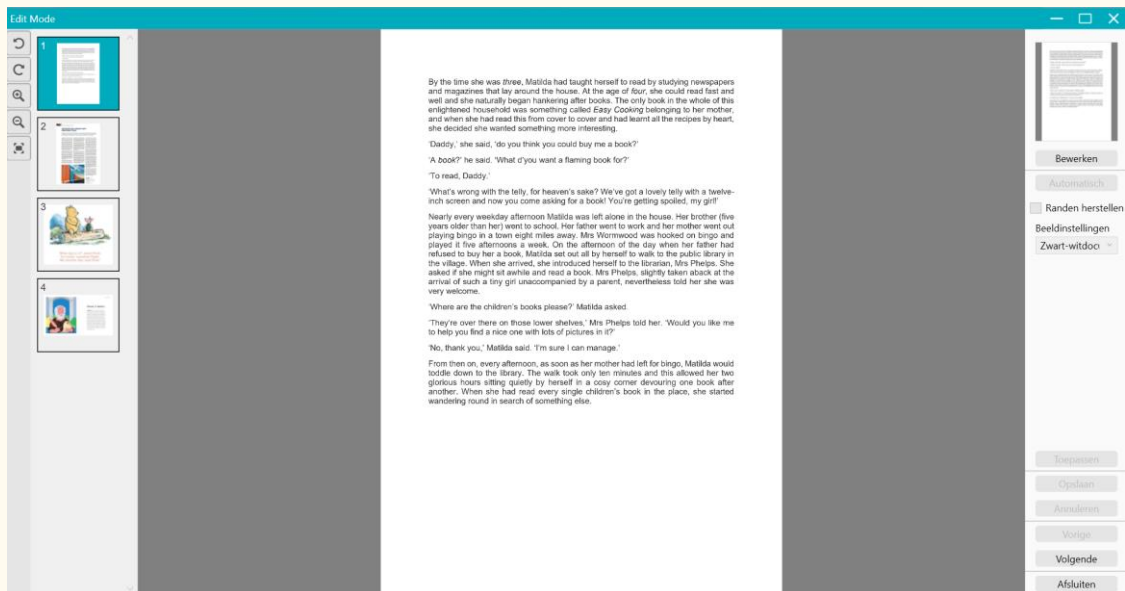 Edit Mode
1
2
3
4
By the time she was three, Matilda had taught herself to read by studying newspapers
and magazines that lay around the house. At the age of four, she could read fast and
well and she naturally began hankering after books. The only book in the whole of this
enlightened household was something called Easy Cooking belonging to her mother,
and when she had read this from cover to cover and had learnt all the recipes by heart,
she decided she wanted something more interesting.
'Daddy,' she said, 'do you think you could buy me a book?'
'A book?' he said. 'What d'you want a flaming book for?'
'To read, Daddy.'
'What's wrong with the telly, for heaven's sake? We've got a lovely telly with a twelve-
inch screen and now you come asking for a book! You're getting spoiled, my girl!'
Nearly every weekday afternoon Matilda was left alone in the house. Her brother (five
years older than her) went to school. Her father went to work and her mother went out
playing bingo in a town eight miles away. Mrs Wormwood was hooked on bingo and
played it five afternoons a week. On the afternoon of the day when her father had
refused to buy her a book, Matilda set out all by herself to walk to the public library in
the village. When she arrived, she introduced herself to the librarian, Mrs Phelps. She
asked if she might sit awhile and read a book. Mrs Phelps, slightly taken aback at the
arrival of such a tiny girl unaccompanied by a parent, nevertheless told her she was
very welcome.
'Where are the children's books please?' Matilda asked.
'They're over there on those lower shelves,' Mrs Phelps told her. 'Would you like me
to help you find a nice one with lots of pictures in it?'
'No, thank you,' Matilda said. 'I'm sure I can manage.'
From then on, every afternoon, as soon as her mother had left for bingo, Matilda would
toddle down to the library. The walk took only ten minutes and this allowed her two
glorious hours sitting quietly by herself in a cosy corner devouring one book after
another. When she had read every single children's book in the place, she started
wandering round in search of something else.
Bewerken
Automatisch
Randen herstellen
Beeldinstellingen
Zwart-witdoc
Toepassen
Opslaan
Annuleren
Vorige
Volgende
Afsluiten